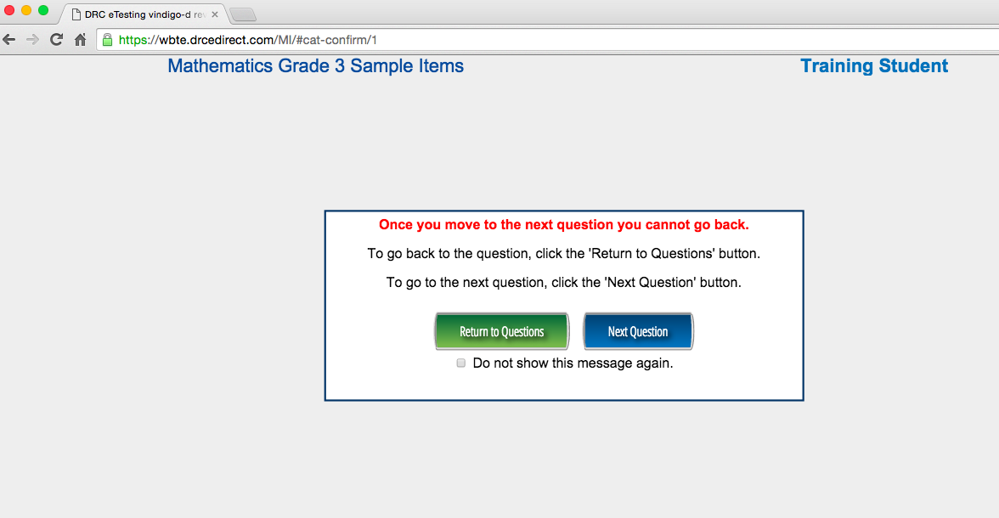 DRC eTesting vindigo-d rev
https://wbte.drcedirect.com/MI/#cat-confirm/1
Mathematics Grade 3 Sample Items
Training Student
Once you move to the next question you cannot go back.
To go back to the question, click the 'Return to Questions' button.
To go to the next question, click the 'Next Question' button.
Return to Questions
Next Question
Do not show this message again.